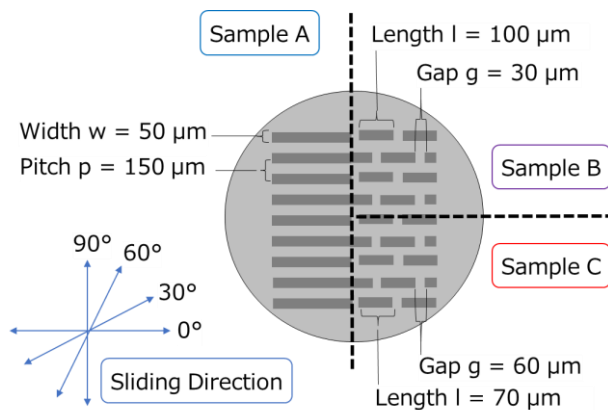 Sample A
Length l = 100 µm
Gap g = 30 µm
Width w = 50 µm
Pitch p = 150 µm
Sample B
90°
60°
30°
0°
Sample C
Sliding Direction
Gap g = 60 µm
Length l = 70 µm